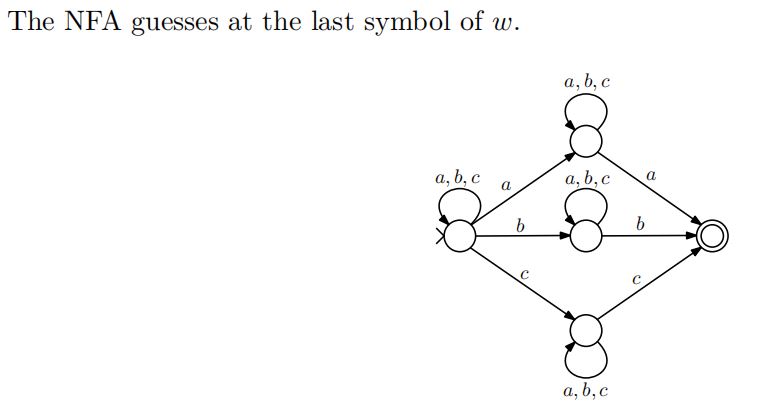 The NFA guesses at the last symbol of w.
a, b, c
a, b, c
a
a, b, c
a
b
b
c
c
a, b, c